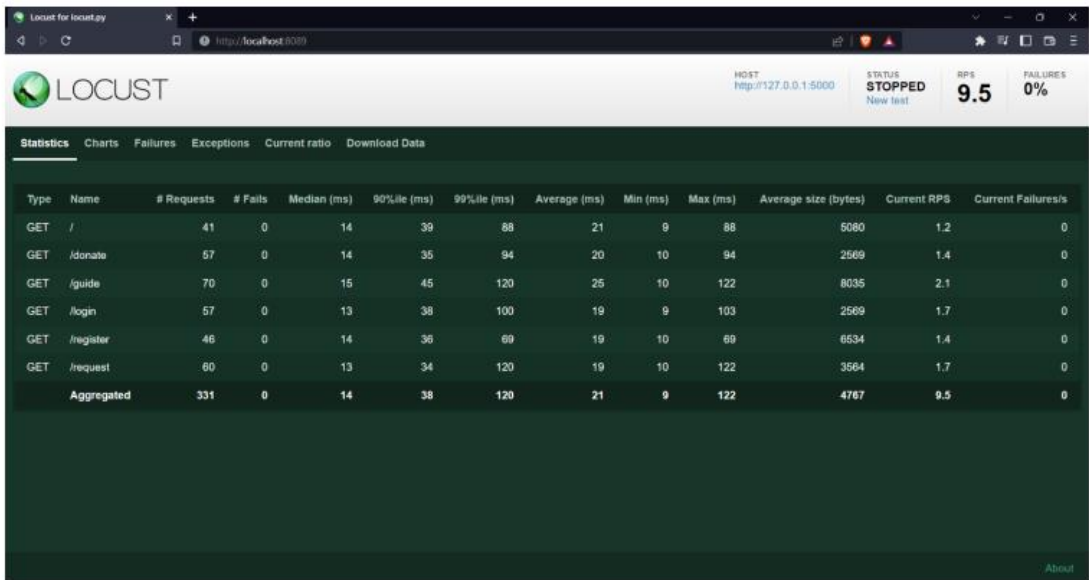 Locust for locust.py
http://localhost:8089
LOCUST
HOST
http://127.0.0.1:5000
STATUS
STOPPED
New test
RPS
9.5
FAILURES
0%
Statistics Charts Failures Exceptions Current ratio Download Data
Type Name # Requests # Fails Median (ms) 90%ile (ms) 99%ile (ms) Average (ms) Min (ms) Max (ms) Average size (bytes) Current RPS Current Failures/s
GET / 41 0 14 39 88 21 9 88 5080 1.2 0
GET /donate 57 0 14 35 94 20 10 94 2569 1.4 0
GET /guide 70 0 15 45 120 25 10 122 8035 2.1 0
GET /login 57 0 13 38 100 19 9 103 2569 1.7 0
GET /register 46 0 14 36 69 19 10 69 6534 1.4 0
GET /request 60 0 13 34 120 19 10 122 3564 1.7 0
Aggregated 331 0 14 38 120 21 9 122 4767 9.5 0
About